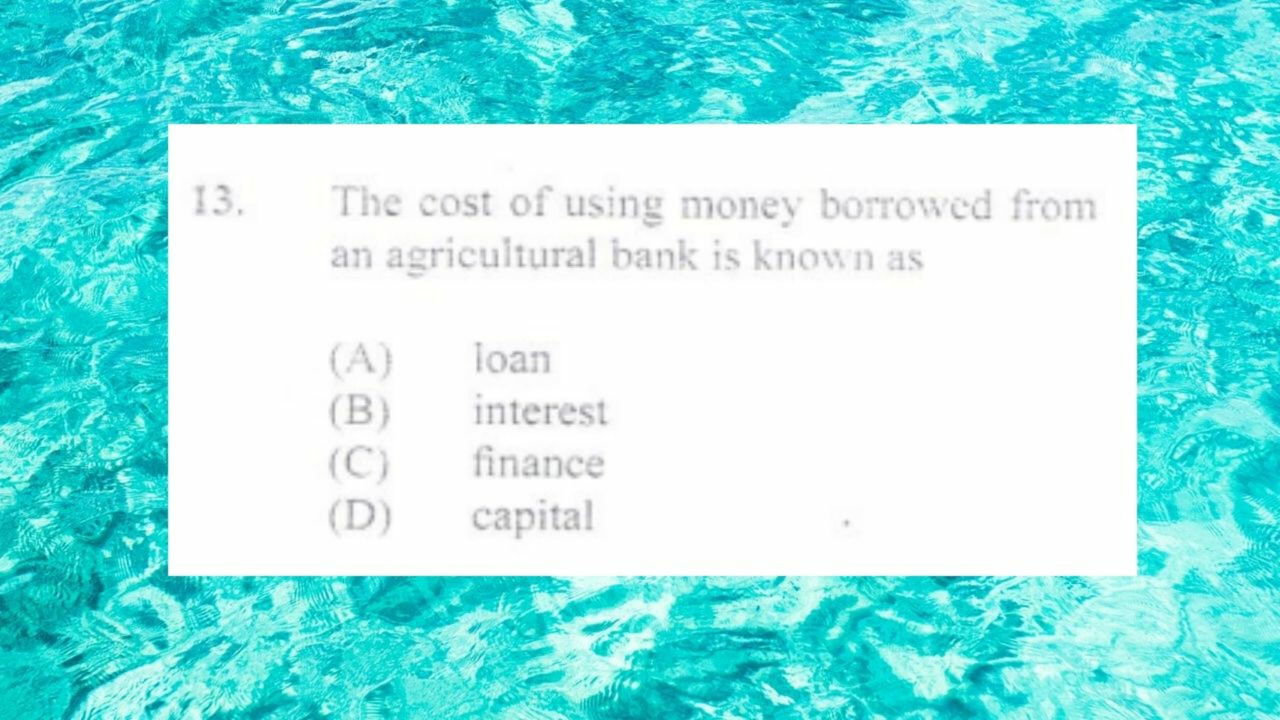 13. The cost of using money borrowed from
an agricultural bank is known as
(A) loan
(B) interest
(C) finance
(D) capital